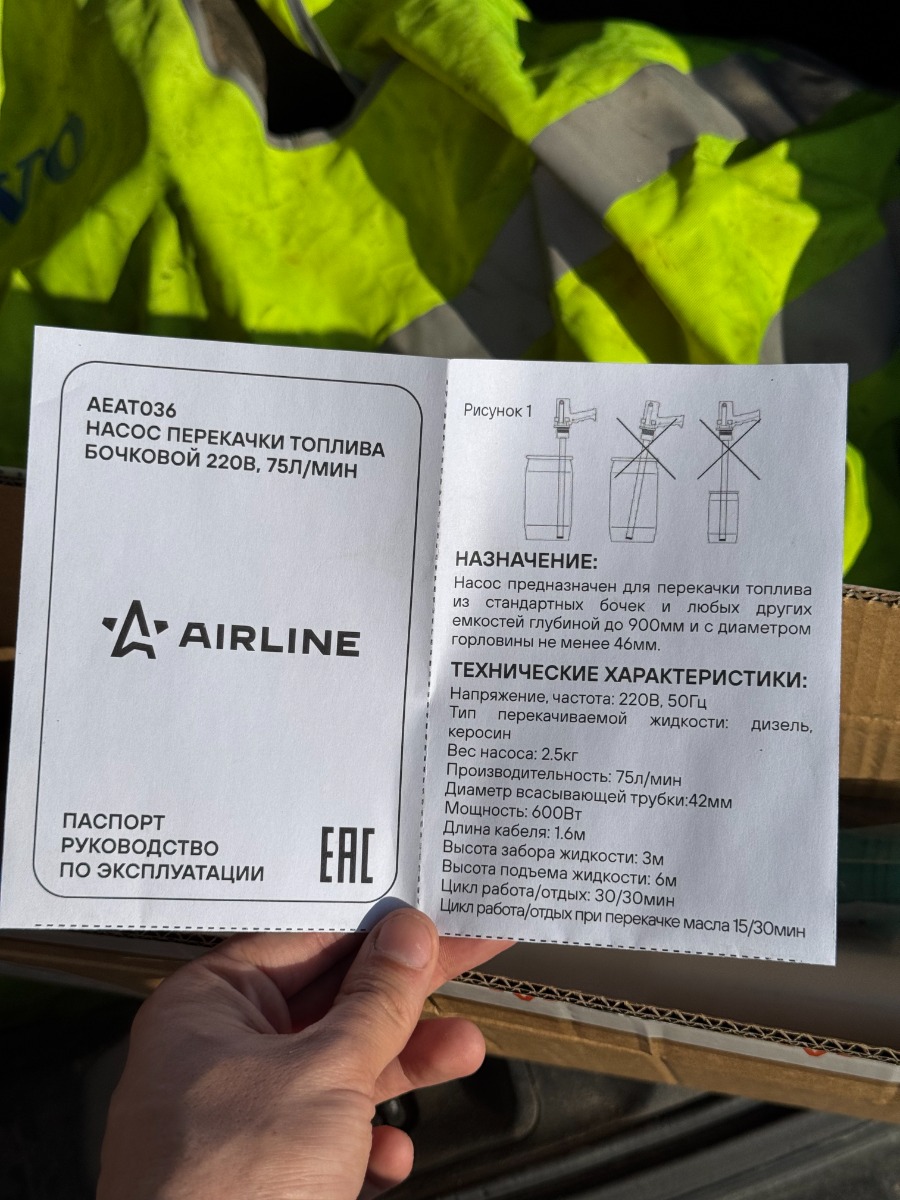 AEAT036
НАСОС ПЕРЕКАЧКИ ТОПЛИВА
БОЧКОВОЙ 220В, 75Л/МИН
AIRLINE
ПАСПОРТ
РУКОВОДСТВО
ПО ЭКСПЛУАТАЦИИ
EAC
Рисунок 1
НАЗНАЧЕНИЕ:
Насос предназначен для перекачки топлива
из стандартных бочек и любых других
емкостей глубиной до 900мм и с диаметром
горловины не менее 46мм.
ТЕХНИЧЕСКИЕ ХАРАКТЕРИСТИКИ:
Напряжение, частота: 220В, 50Гц
Тип перекачиваемой жидкости: дизель,
керосин
Вес насоса: 2.5кг
Производительность: 75л/мин
Диаметр всасывающей трубки:42мм
Мощность: 600Вт
Длина кабеля: 1.6м
Высота забора жидкости: 3м
Высота подъема жидкости: 6м
Цикл работа/отдых: 30/30мин
Цикл работа/отдых при перекачке масла 15/30мин